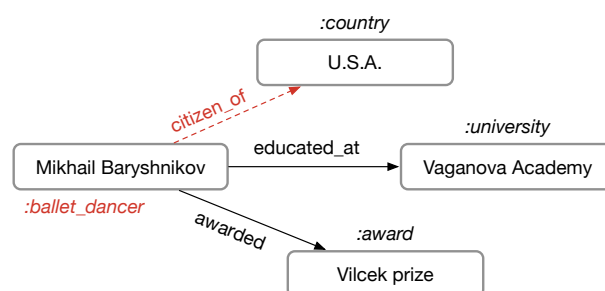 :country
U.S.A.
citizen_of
:university
educated_at
Mikhail Baryshnikov
Vaganova Academy
:ballet_dancer
awarded
:award
Vilcek prize